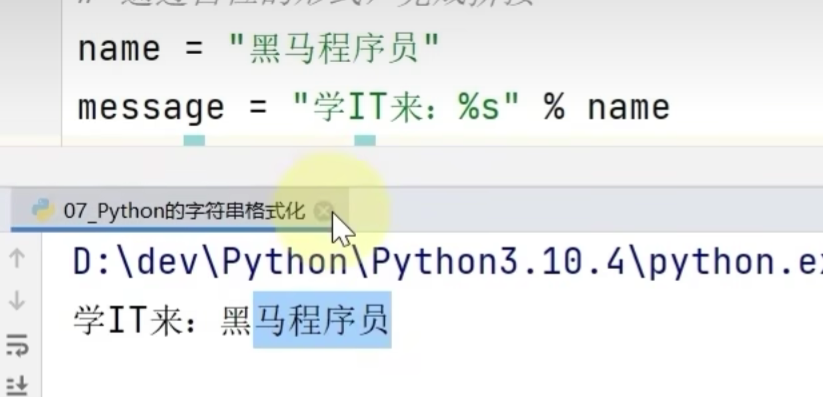 name = "黑马程序员"
message = "学IT来：%s" % name
07_Python的字符串格式化
D:\dev\Python\Python3.10.4\python.e
学IT来：黑马程序员